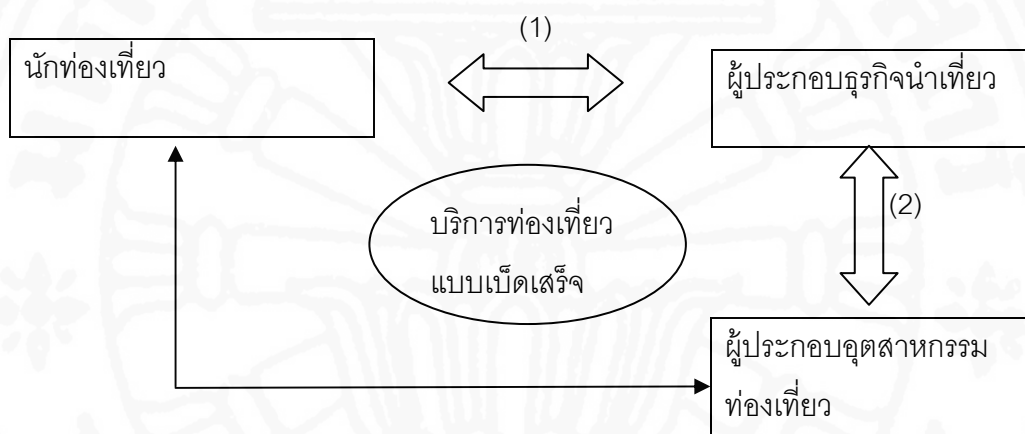 (1)
นักท่องเที่ยว
ผู้ประกอบธุรกิจนำเที่ยว
(2)
บริการท่องเที่ยว
แบบเบ็ดเสร็จ
ผู้ประกอบอุตสาหกรรม
ท่องเที่ยว